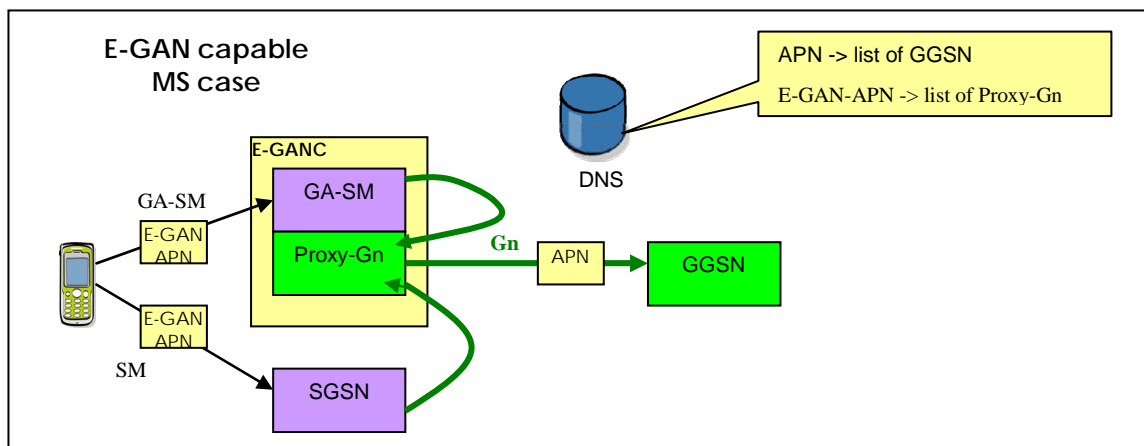 E-GAN capable
MS case
APN -> list of GGSN
E-GAN-APN -> list of Proxy-Gn
DNS
E-GANC
GA-SM
GA-SM
E-GAN
APN
Proxy-Gn
Gn
APN
GGSN
E-GAN
APN
SM
SGSN